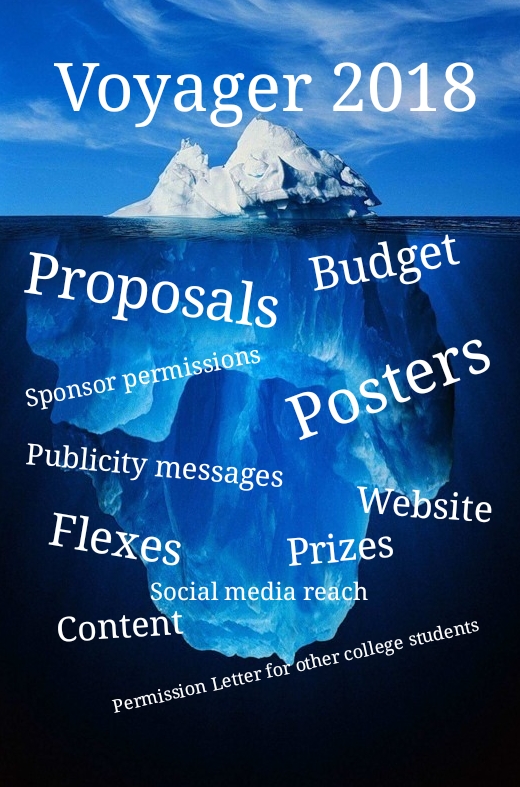 Voyager 2018
Budget
Proposals
Sponsor permissions
Posters
Publicity messages
Website
Flexes
Prizes
Social media reach
Content
Permission Letter for other college students